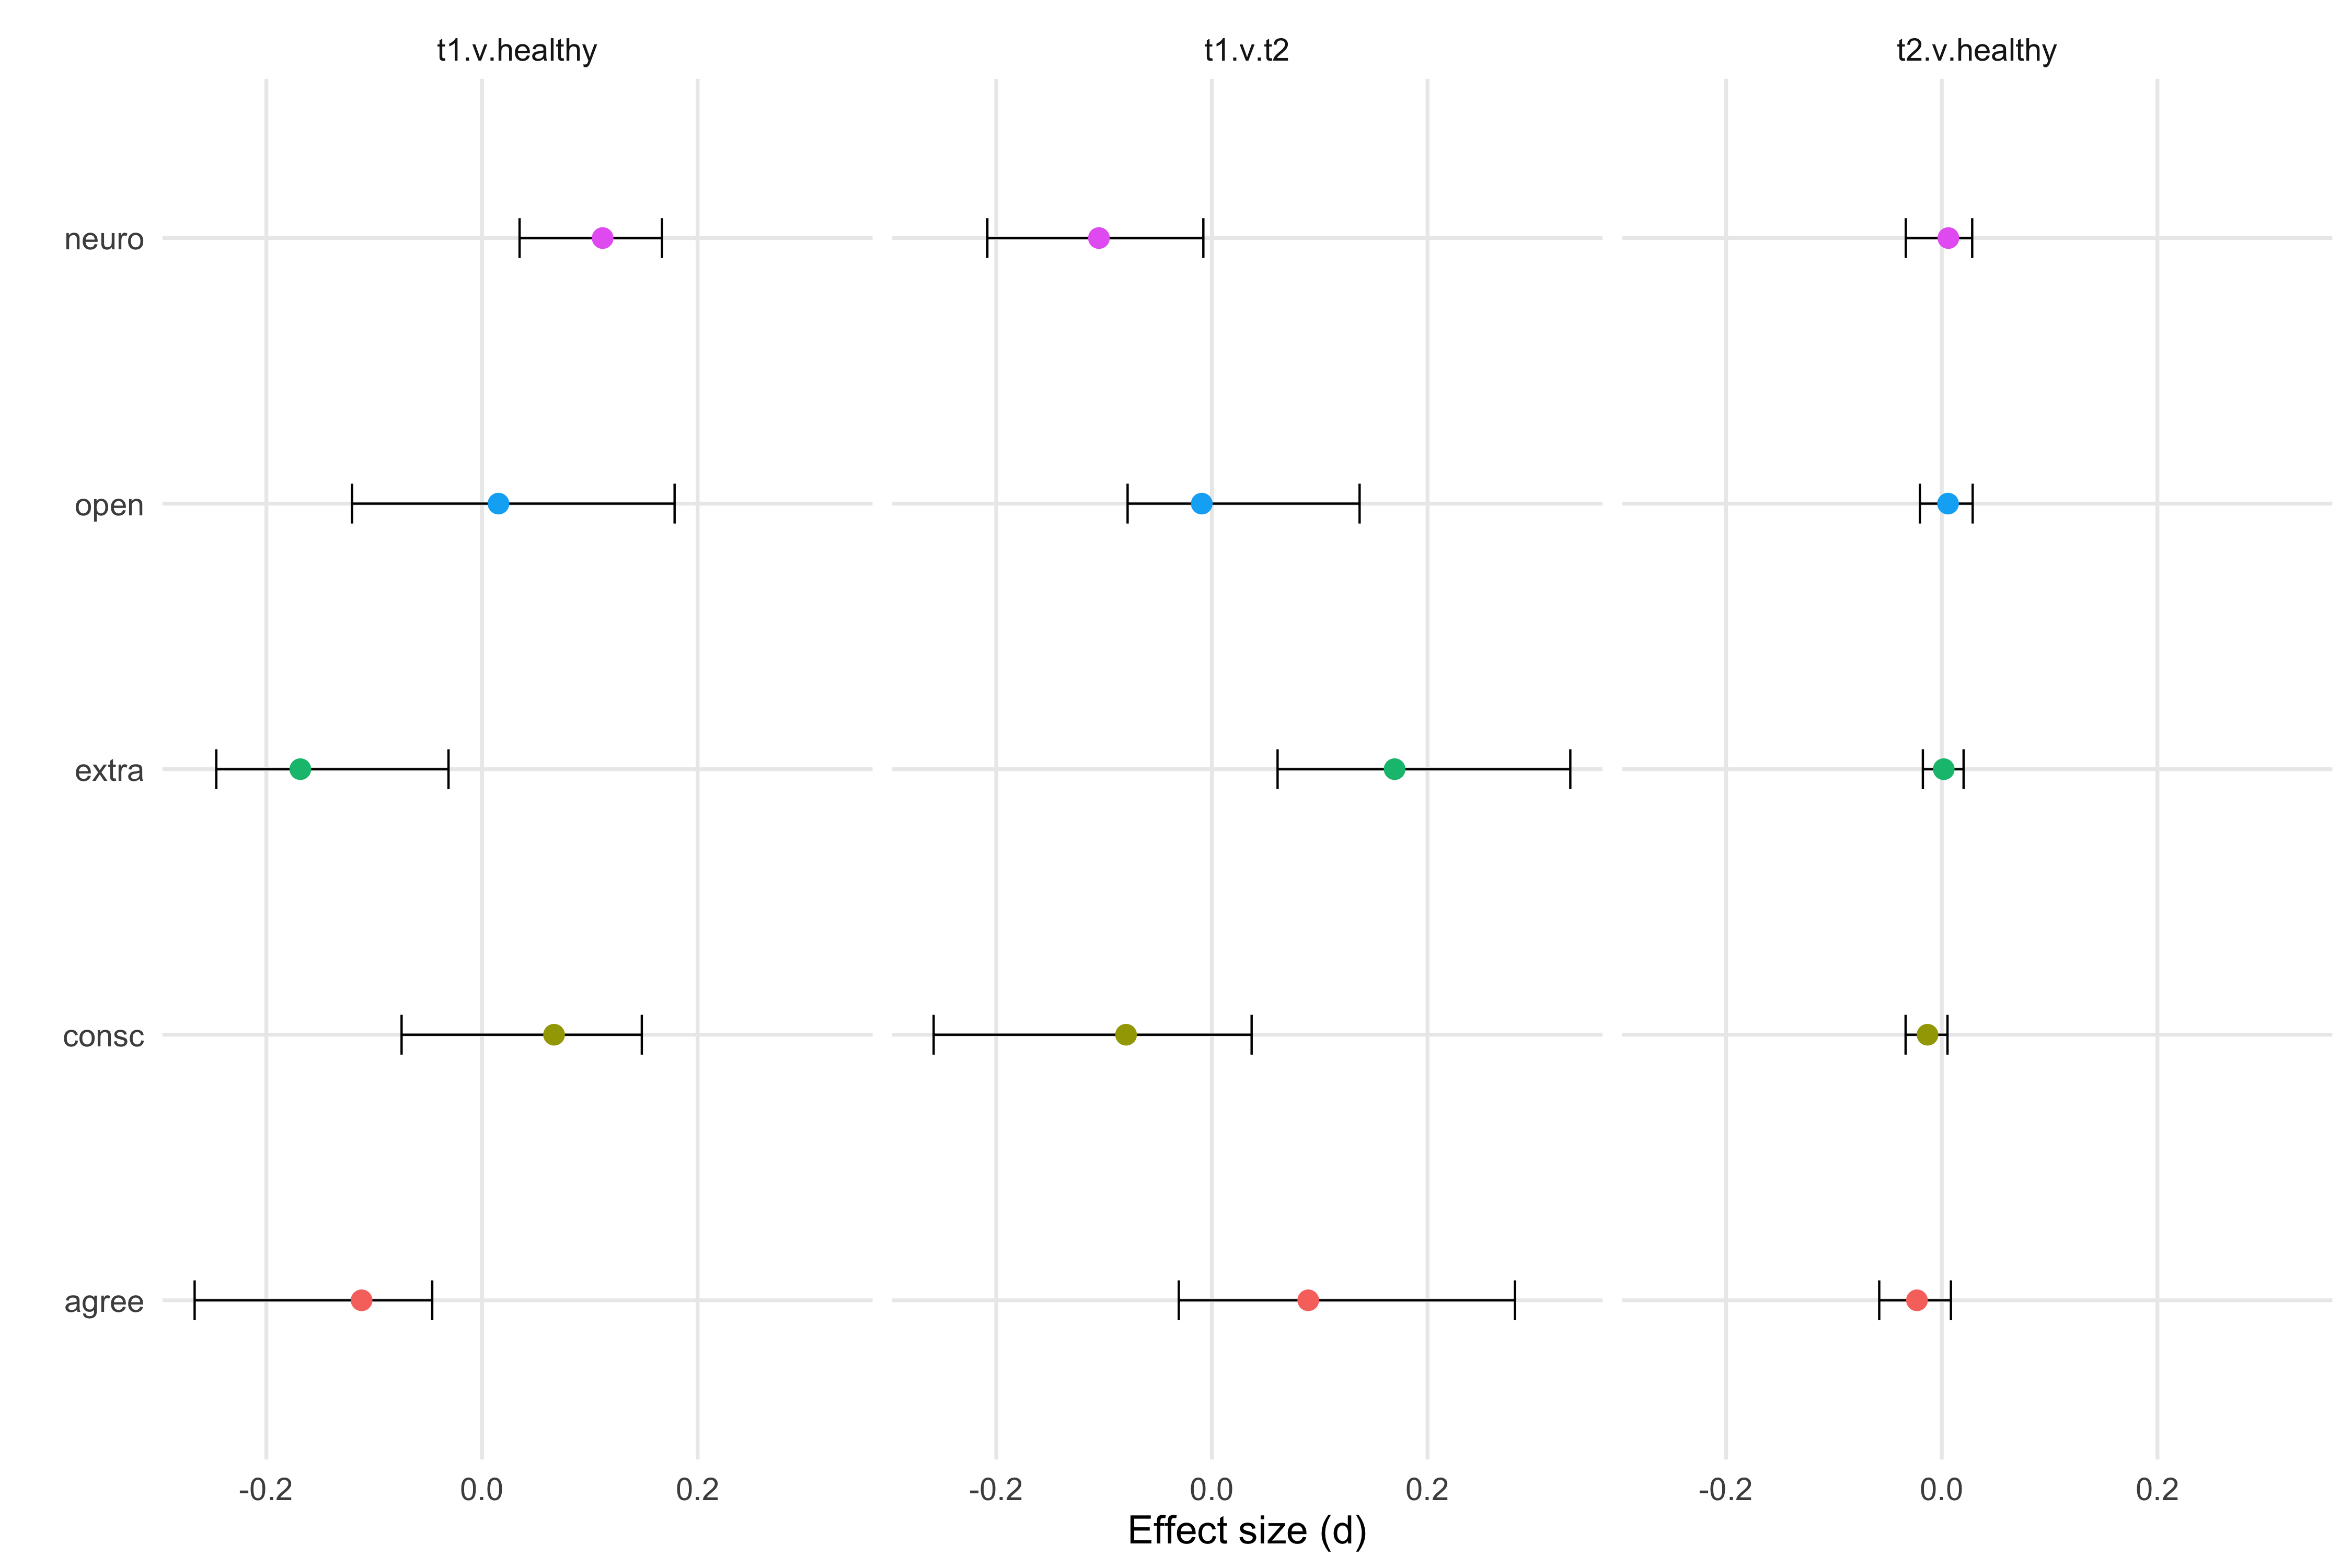 t1.v.healthy t1.v.t2 t2.v.healthy
neuro
open
extra
consc
agree
-0.2 0.0 0.2 -0.2 0.0 0.2 -0.2 0.0 0.2
Effect size (d)